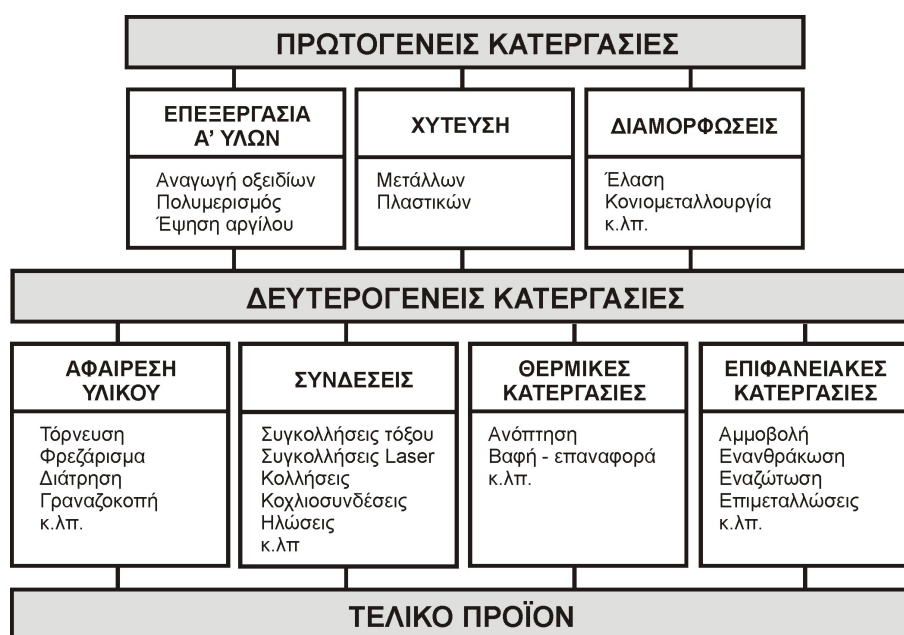 ΠΡΩΤΟΓΕΝΕΙΣ ΚΑΤΕΡΓΑΣΙΕΣ
ΕΠΕΞΕΡΓΑΣΙΑ
Α' ΥΛΩΝ
Αναγωγή οξειδίων
Πολυμερισμός
Έψηση αργίλου
ΧΥΤΕΥΣΗ
Μετάλλων
Πλαστικών
ΔΙΑΜΟΡΦΩΣΕΙΣ
Έλαση
Κονιομεταλλουργία
κ.λπ.
ΔΕΥΤΕΡΟΓΕΝΕΙΣ ΚΑΤΕΡΓΑΣΙΕΣ
ΑΦΑΙΡΕΣΗ
ΥΛΙΚΟΥ
Τόρνευση
Φρεζάρισμα
Διάτρηση
Γραναζοκοπή
κ.λπ.
ΣΥΝΔΕΣΕΙΣ
Συγκολλήσεις τόξου
Συγκολλήσεις Laser
Κολλήσεις
Κοχλιοσυνδέσεις
Ηλώσεις
κ.λπ
ΘΕΡΜΙΚΕΣ
ΚΑΤΕΡΓΑΣΙΕΣ
Ανόπτηση
Βαφή - επαναφορά
κ.λπ.
ΕΠΙΦΑΝΕΙΑΚΕΣ
ΚΑΤΕΡΓΑΣΙΕΣ
Αμμοβολή
Ενανθράκωση
Εναζώτωση
Επιμεταλλώσεις
κ.λπ.
ΤΕΛΙΚΟ ΠΡΟΪΟΝ